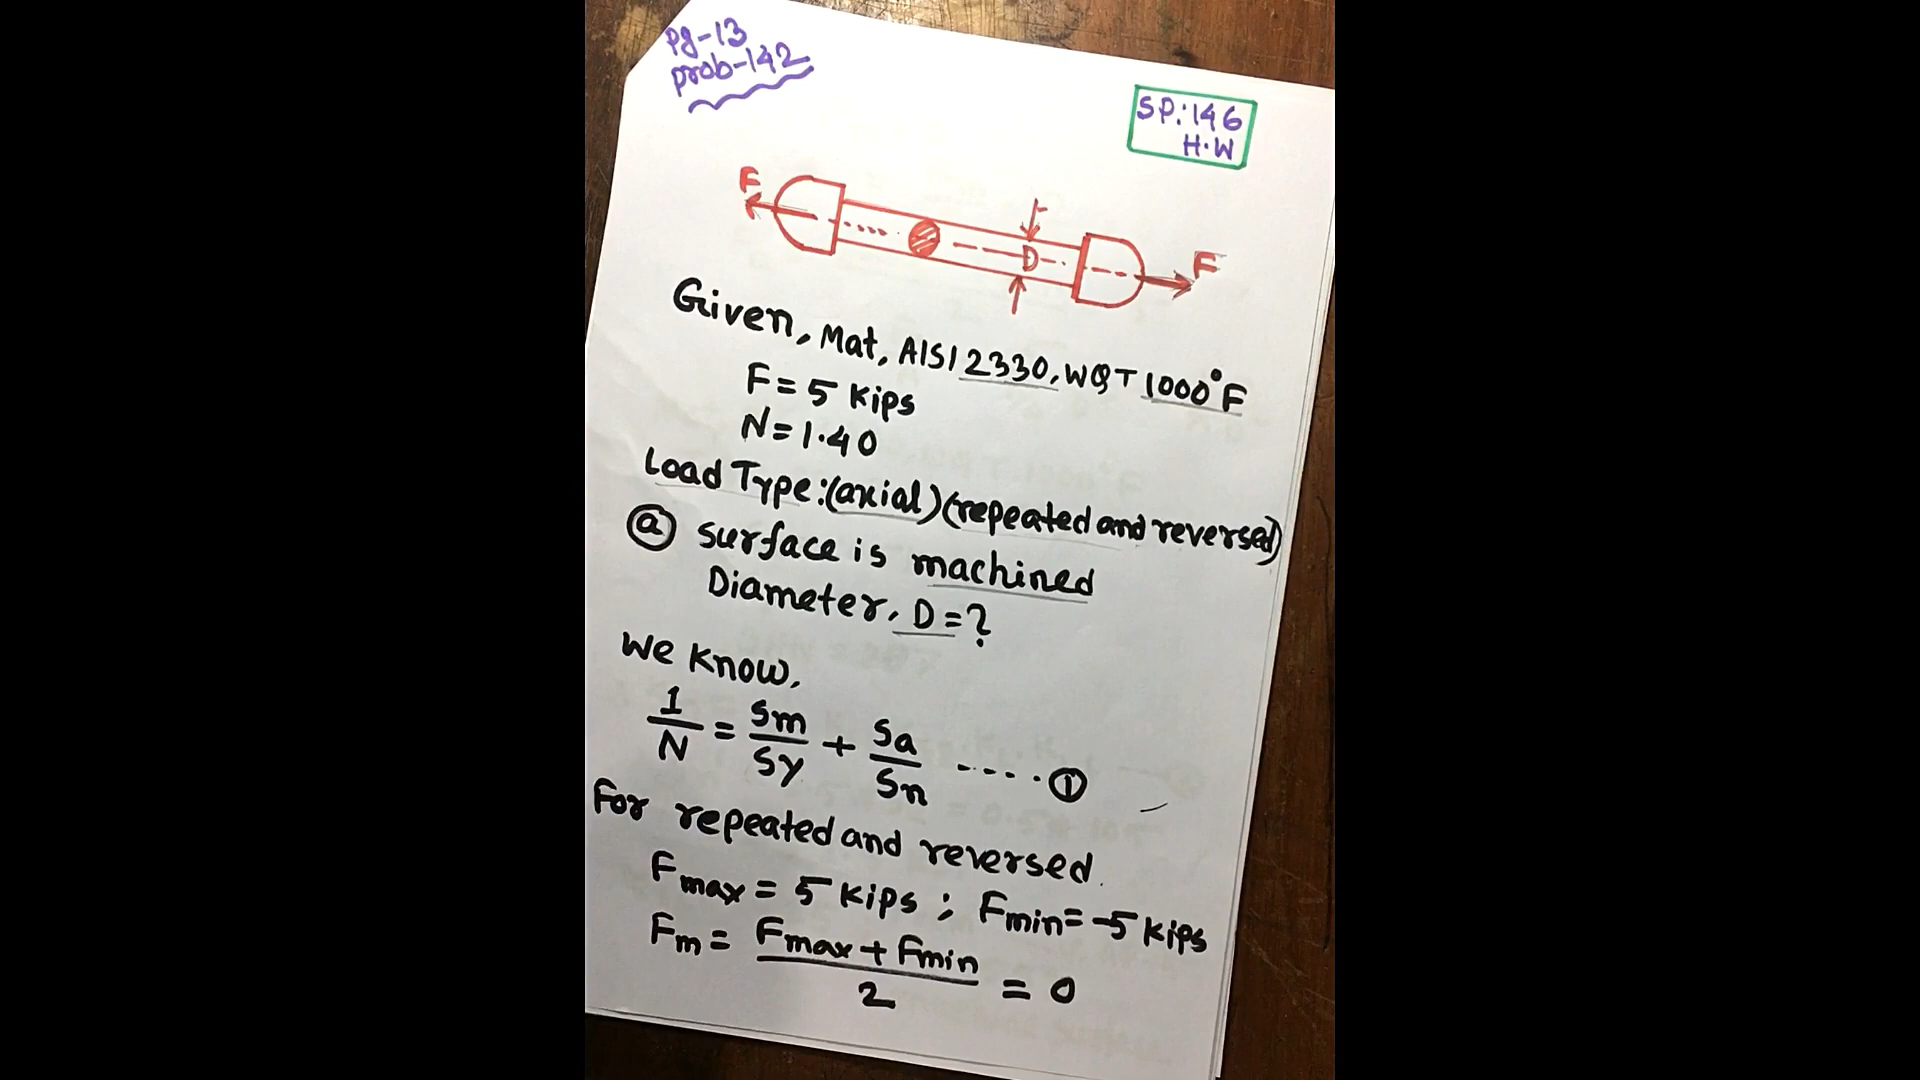 Pg-13
prob-142
SP:146
H.W
F
D
F
Given, Mat, AISI 2330, WQT 1000°F
F = 5 kips
N = 1.40
Load Type:(axial)(repeated and reversed)
(a) surface is machined
Diameter, D = ?
We know,
1/N = Sm/Sy + Sa/Sn ----- (1)
For repeated and reversed.
Fmax = 5 kips ; Fmin = -5 kips
Fm = (Fmax + Fmin)/2 = 0